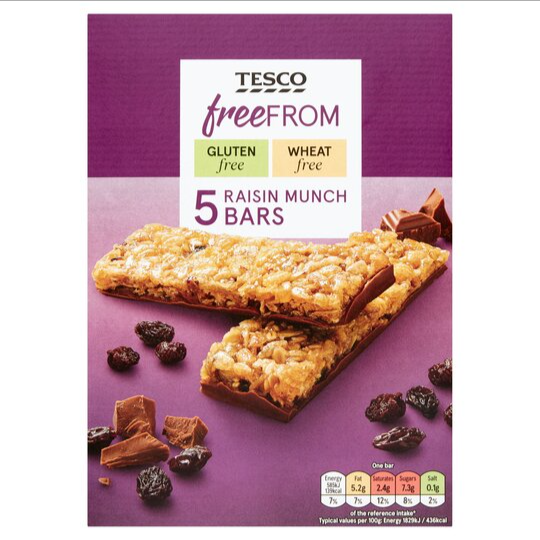 TESCO
freeFROM
GLUTEN
free
WHEAT
free
5 RAISIN MUNCH
BARS
One bar
Energy
585kJ
139kcal
7%
Fat
5.2g
7%
Saturates
2.4g
12%
Sugars
7.3g
8%
Salt
0.1g
2%
of the reference intake*
Typical values per 100g: Energy 1829kJ / 436kcal